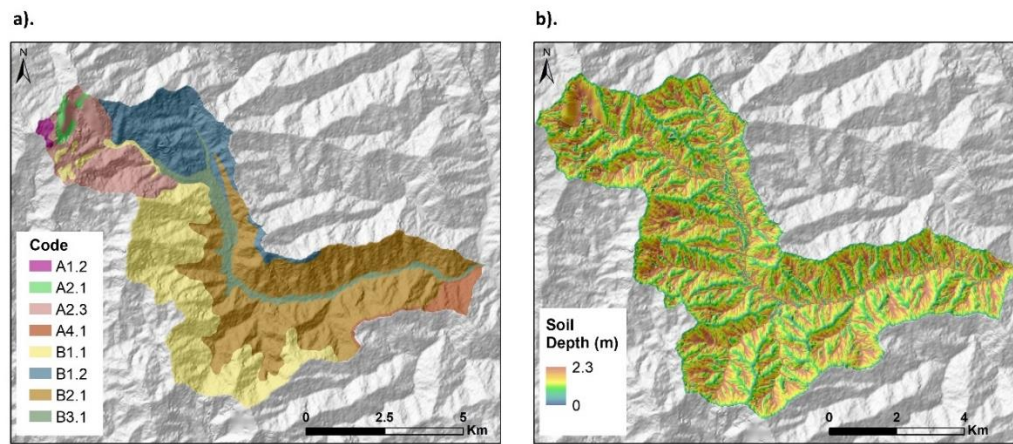 a).
N
Code
A1.2
A2.1
A2.3
A4.1
B1.1
B1.2
B2.1
B3.1
0 2.5 5
Km
b).
N
Soil
Depth (m)
2.3
0
0 2 4
Km